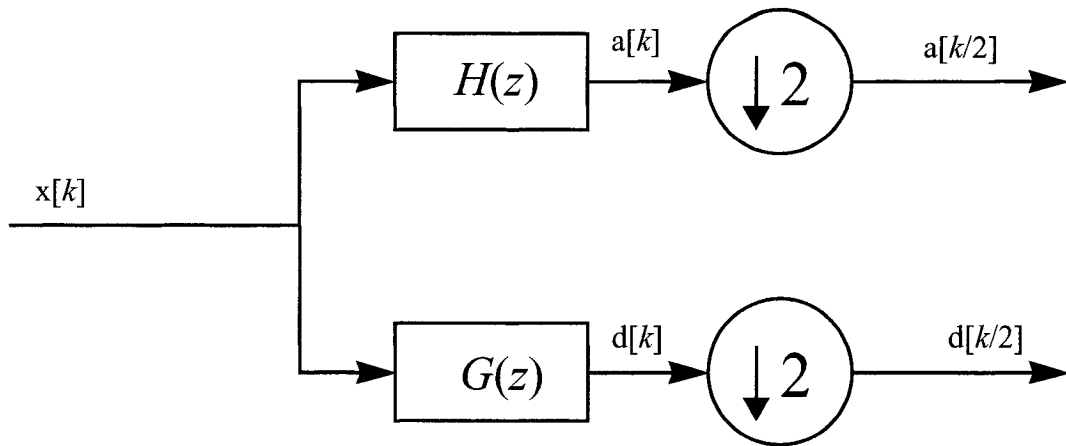 a[k]
a[k/2]
H(z)
↓2
x[k]
d[k]
d[k/2]
G(z)
↓2